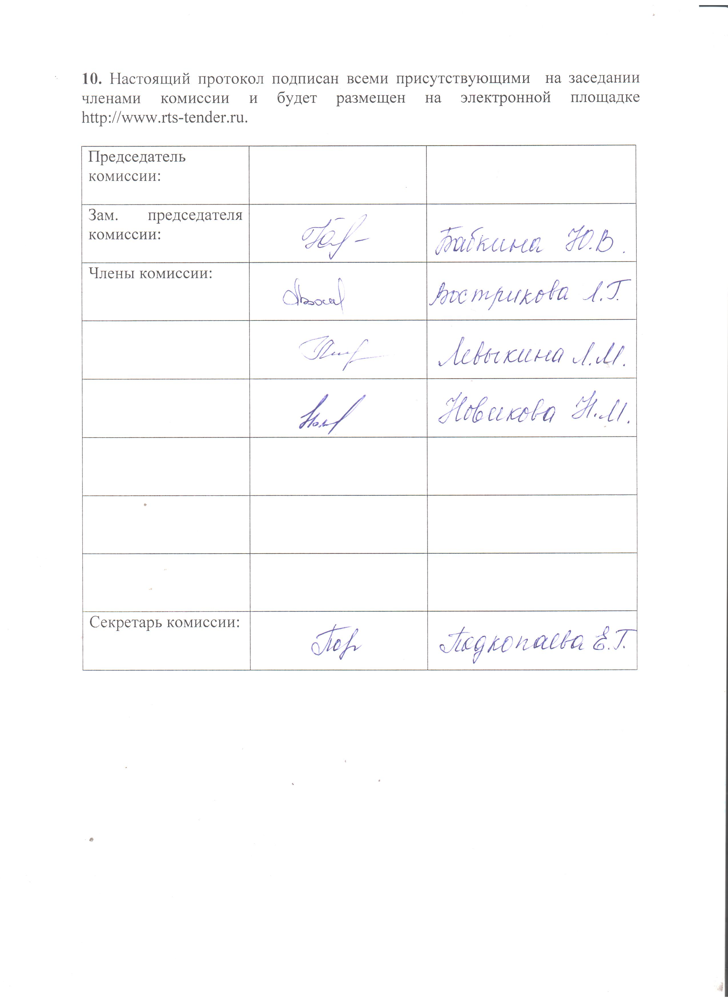 10. Настоящий протокол подписан всеми присутствующими на заседании
членами комиссии и будет размещен на электронной площадке
http://www.rts-tender.ru.
Председатель
комиссии:
Зам. председателя
комиссии:
Бабкина Ю.В.
Члены комиссии:
Вострикова Л.Г.
Левыкина Л.М.
Новикова Н.М.
Секретарь комиссии:
Подкопаева Е.Г.